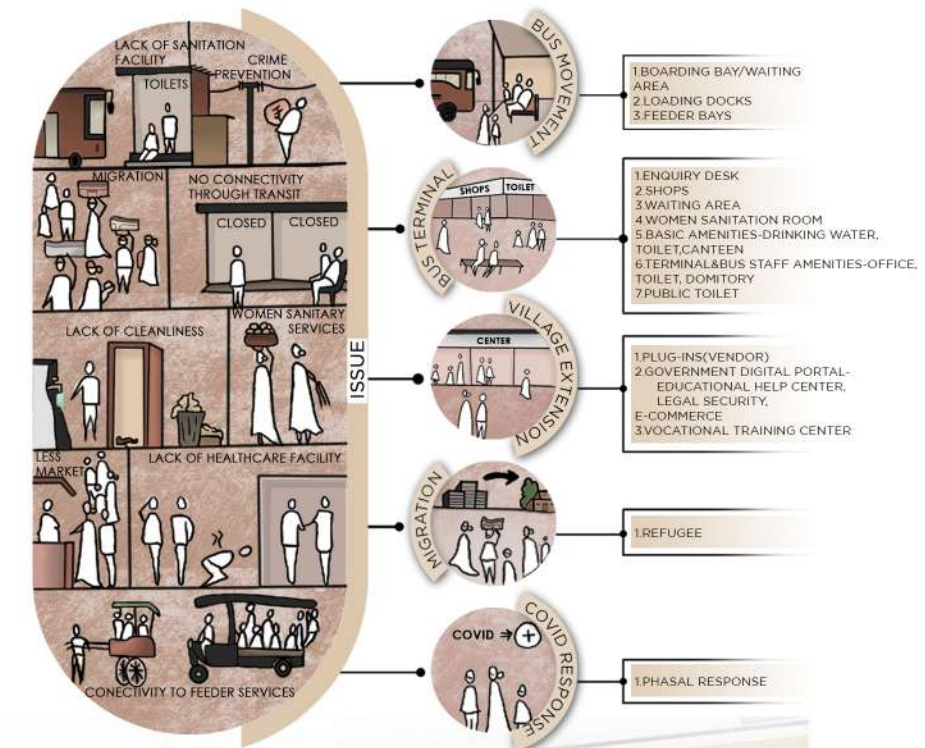 LACK OF SANITATION
FACILITY
CRIME
PREVENTION
TOILETS
MIGRATION
NO CONNECTIVITY
THROUGH TRANSIT
CLOSED
CLOSED
LACK OF CLEANLINESS
WOMEN SANITARY
SERVICES
LESS
MARKET
LACK OF HEALTHCARE FACILITY
CONECTIVITY TO FEEDER SERVICES
ISSUE
BUS MOVEMENT
1.BOARDING BAY/WAITING
AREA
2.LOADING DOCKS
3.FEEDER BAYS
BUS TERMINAL
SHOPS
TOILET
1.ENQUIRY DESK
2.SHOPS
3.WAITING AREA
4.WOMEN SANITATION ROOM
5.BASIC AMENITIES-DRINKING WATER,
TOILET,CANTEEN
6.TERMINAL&BUS STAFF AMENITIES-OFFICE,
TOILET, DOMITORY
7.PUBLIC TOILET
VILLAGE EXTENSION
CENTER
1.PLUG-INS(VENDOR)
2.GOVERNMENT DIGITAL PORTAL-
EDUCATIONAL HELP CENTER,
LEGAL SECURITY,
E-COMMERCE
3.VOCATIONAL TRAINING CENTER
MIGRATION
1.REFUGEE
COVID RESPONSE
COVID
1.PHASAL RESPONSE